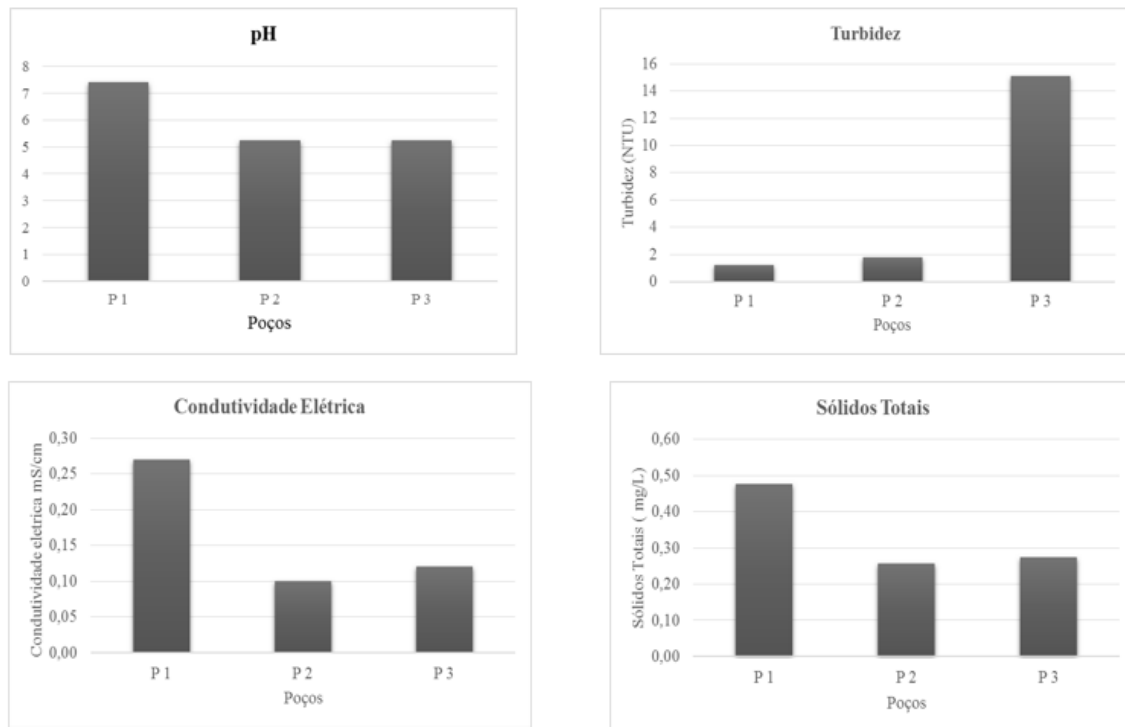 pH
8
7
6
5
4
3
2
1
0
P 1 P 2 P 3
Poços
Turbidez
Turbidez (NTU)
16
14
12
10
8
6
4
2
0
P 1 P 2 P 3
Poços
Condutividade Elétrica
Condutividade eletrica mS/cm
0,30
0,25
0,20
0,15
0,10
0,05
0,00
P 1 P 2 P 3
Poços
Sólidos Totais
Sólidos Totais ( mg/L)
0,60
0,50
0,40
0,30
0,20
0,10
0,00
P 1 P 2 P 3
Poços